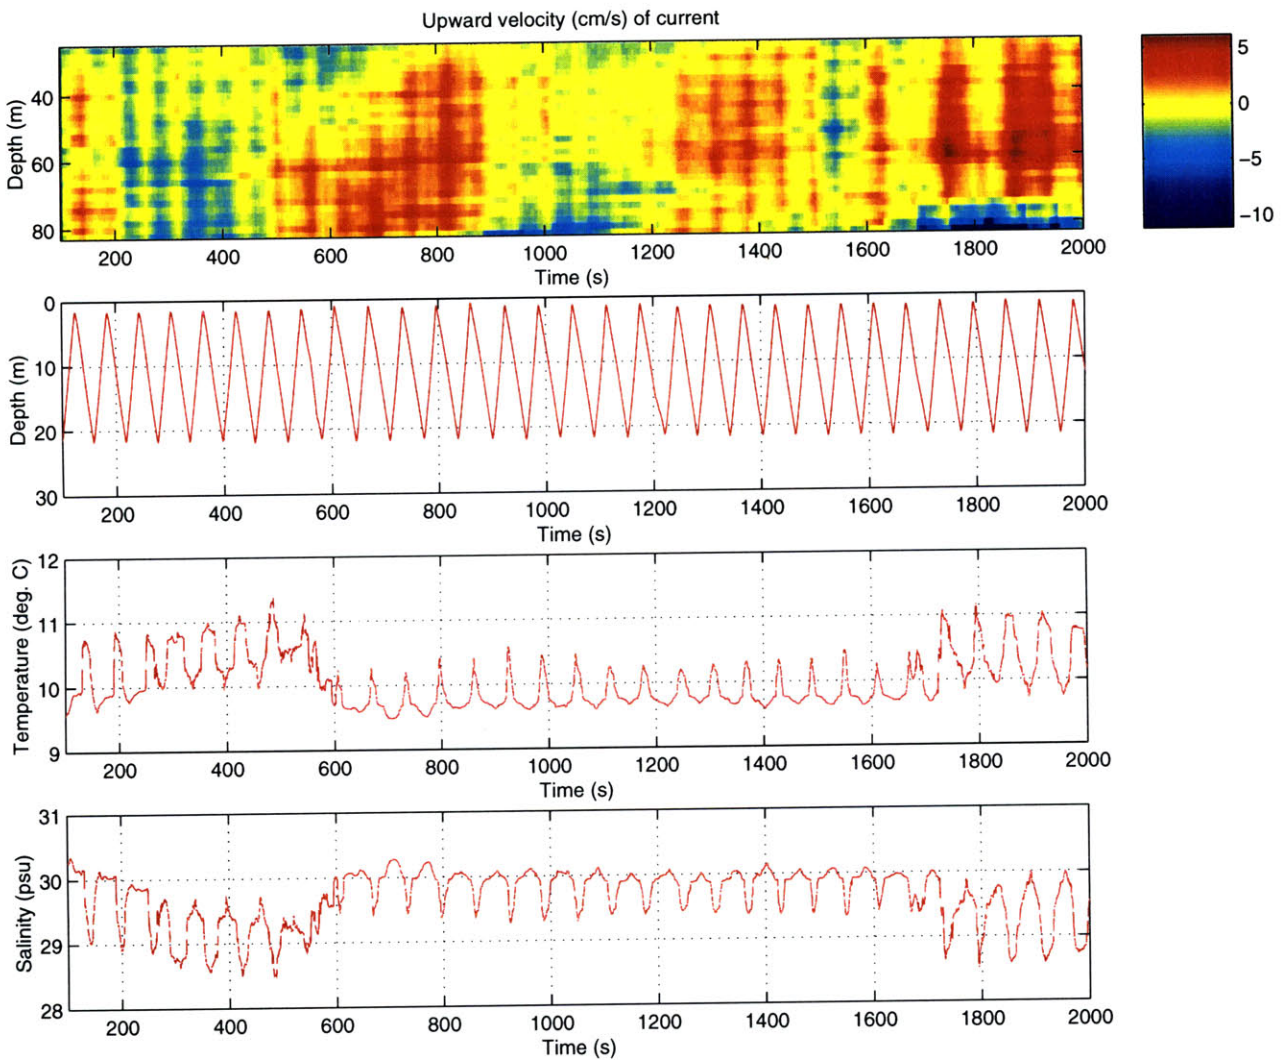 Upward velocity (cm/s) of current
Depth (m)
40
60
80
200 400 600 800 1000 1200 1400 1600 1800 2000
Time (s)
5
0
−5
−10
Depth (m)
0
10
20
30
200 400 600 800 1000 1200 1400 1600 1800 2000
Time (s)
Temperature (deg. C)
12
11
10
9
200 400 600 800 1000 1200 1400 1600 1800 2000
Time (s)
Salinity (psu)
31
30
29
28
200 400 600 800 1000 1200 1400 1600 1800 2000
Time (s)